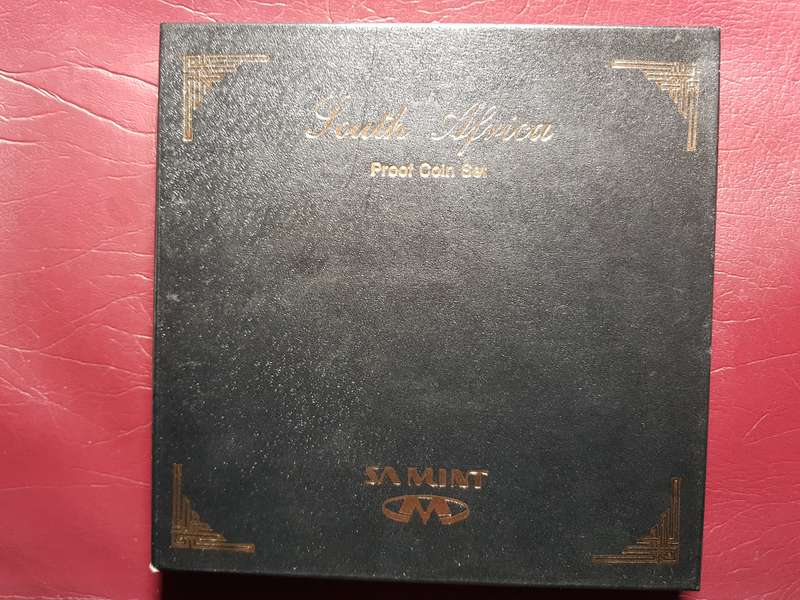 South Africa
Proof Coin Set
SA MINT
M